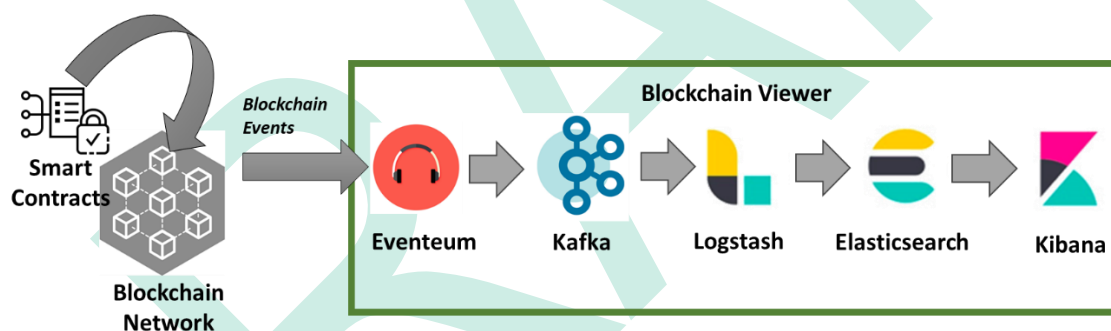 Blockchain Viewer
Blockchain
Events
Smart
Contracts
Eventeum
Kafka
Logstash
Elasticsearch
Kibana
Blockchain
Network